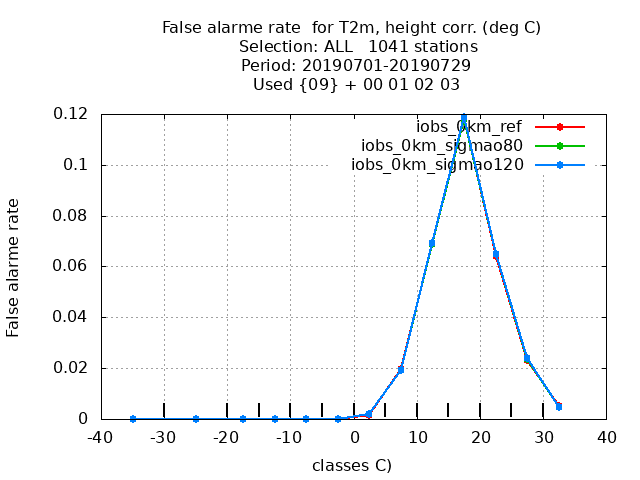 False alarme rate  for T2m, height corr. (deg C)
Selection: ALL   1041 stations
Period: 20190701-20190729
Used {09} + 00 01 02 03
iobs_0km_ref
iobs_0km_sigmao80
iobs_0km_sigmao120
False alarme rate
0.12
0.1
0.08
0.06
0.04
0.02
0
-40 -30 -20 -10 0 10 20 30 40
classes C)